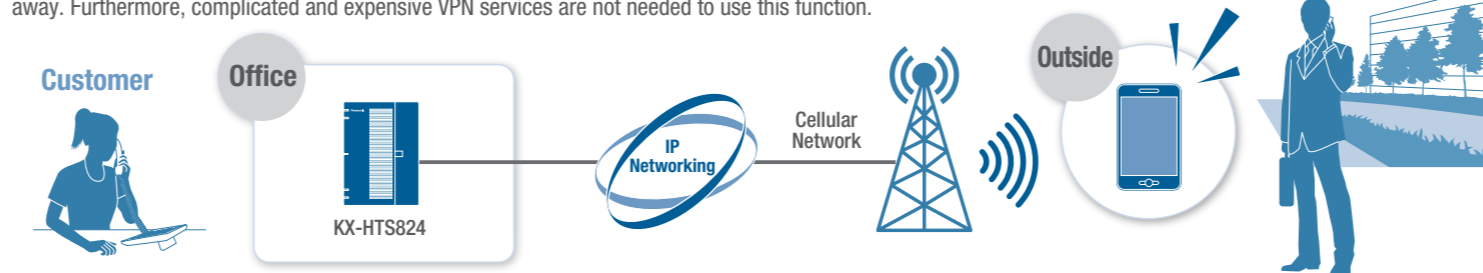 away. Furthermore, complicated and expensive VPN services are not needed to use this function.
Customer
Office
KX-HTS824
IP
Networking
Cellular
Network
Outside